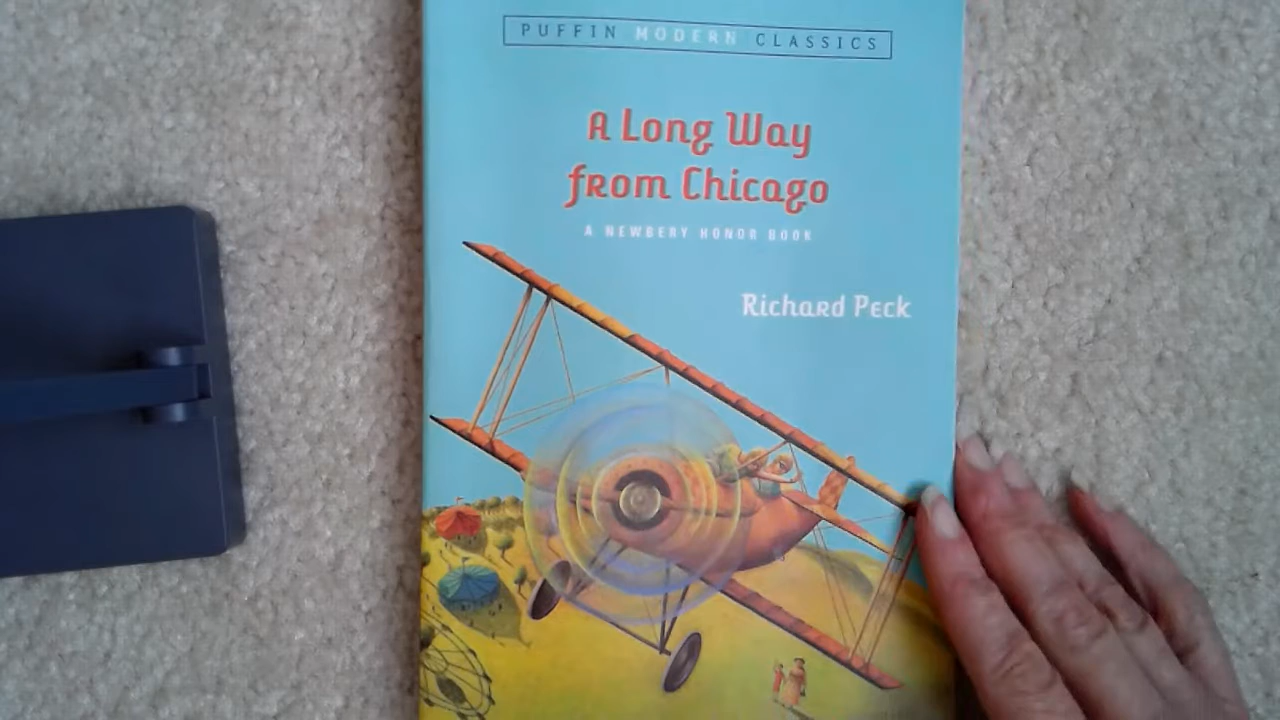 PUFFIN MODERN CLASSICS
A Long Way
from Chicago
A NEWBERY HONOR BOOK
Richard Peck